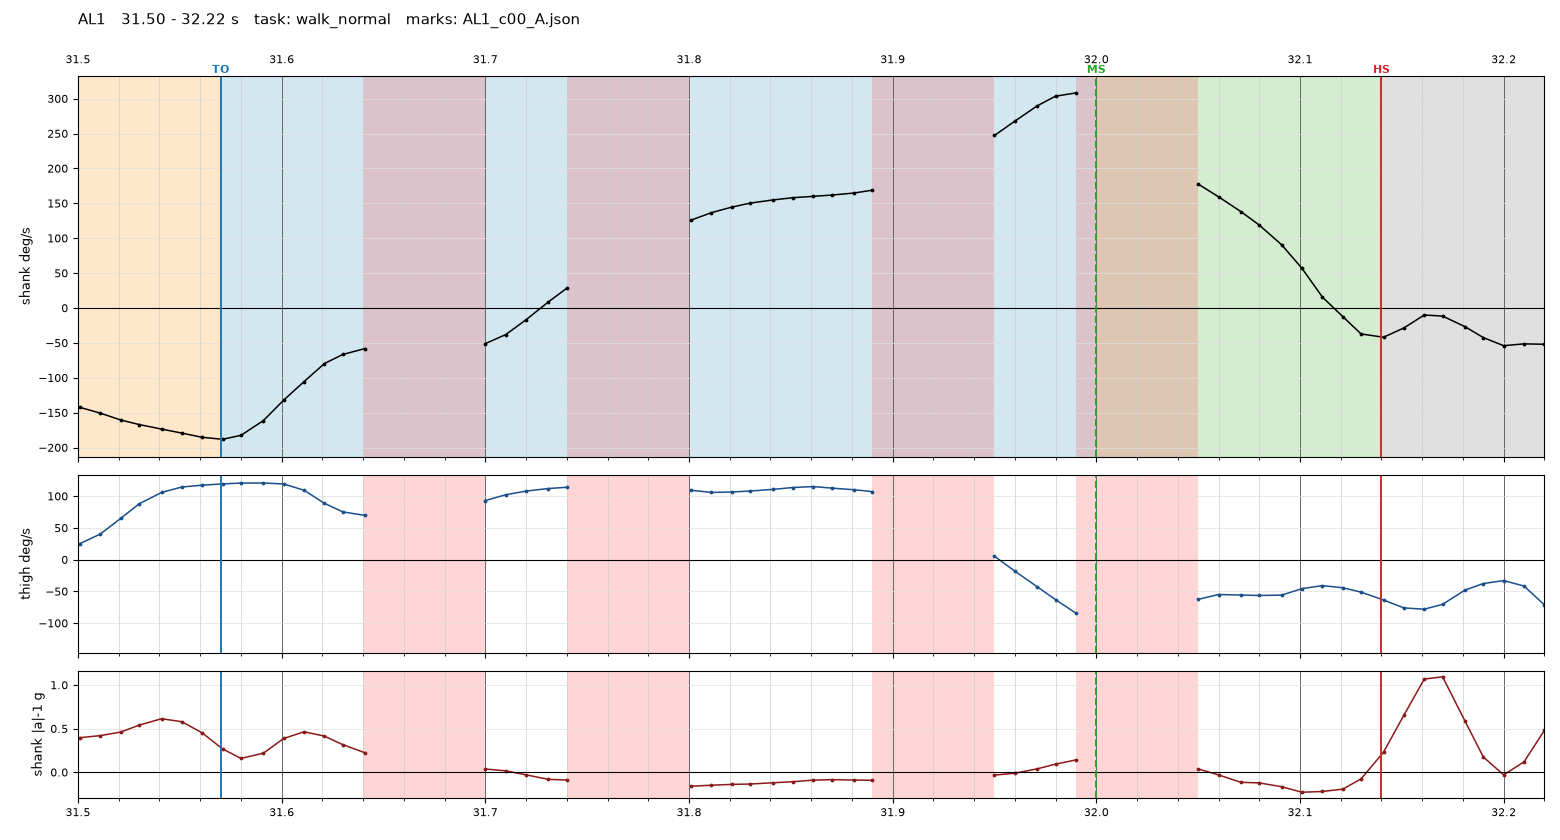 AL1   31.50 - 32.22 s   task: walk_normal   marks: AL1_c00_A.json
31.5 31.6 31.7 31.8 31.9 32.0 32.1 32.2
TO MS HS
shank deg/s
300
250
200
150
100
50
0
−50
−100
−150
−200
thigh deg/s
100
50
0
−50
−100
shank |a|-1 g
1.0
0.5
0.0
31.5 31.6 31.7 31.8 31.9 32.0 32.1 32.2